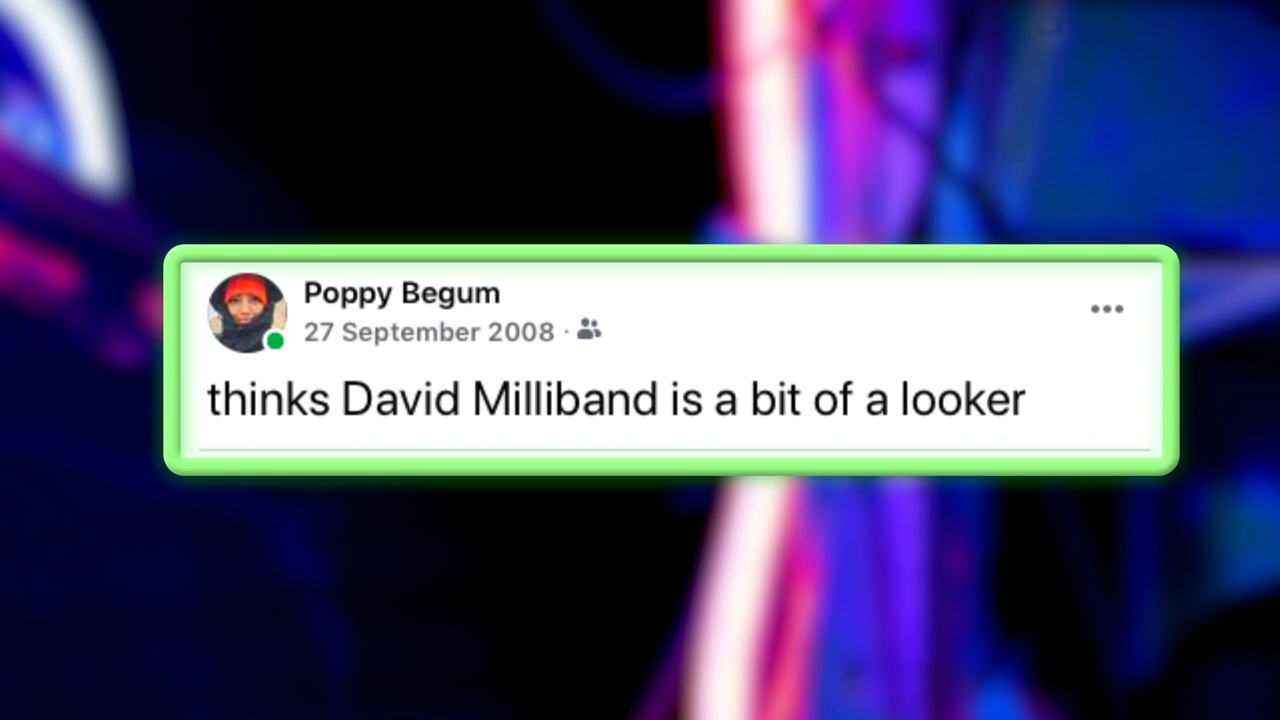 Poppy Begum
27 September 2008 ·
thinks David Milliband is a bit of a looker